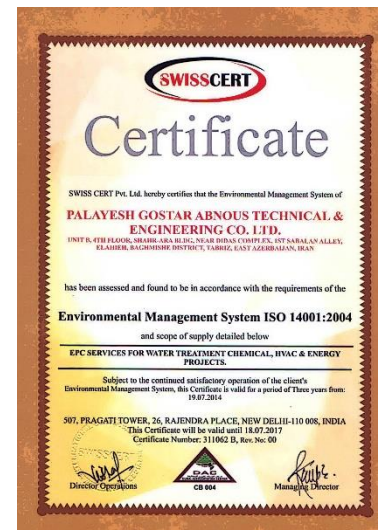 SWISSCERT
Certificate
SWISS CERT Pvt. Ltd. hereby certifies that the Environmental Management System of
PALAYESH GOSTAR ABNOUS TECHNICAL &
ENGINEERING CO. LTD.
UNIT B, 4TH FLOOR, SHAHR-ARA BLDG, NEAR DIDAS COMPLEX, 1ST SABALAN ALLEY,
ELAHIEH, BAGHMISHE DISTRICT, TABRIZ, EAST AZERBAIJAN, IRAN
has been assessed and found to be in accordance with the requirements of the
Environmental Management System ISO 14001:2004
and scope of supply detailed below
EPC SERVICES FOR WATER TREATMENT CHEMICAL, HVAC & ENERGY
PROJECTS.
Subject to the continued satisfactory operation of the client's
Environmental Management System, this Certificate is valid for a period of Three years from:
19.07.2014
507, PRAGATI TOWER, 26, RAJENDRA PLACE, NEW DELHI-110 008, INDIA
This Certificate will be valid until 18.07.2017
Certificate Number: 311062 B, Rev. No: 00
SWISSCERT
DAC
Director Operations
CB 004
Managing Director